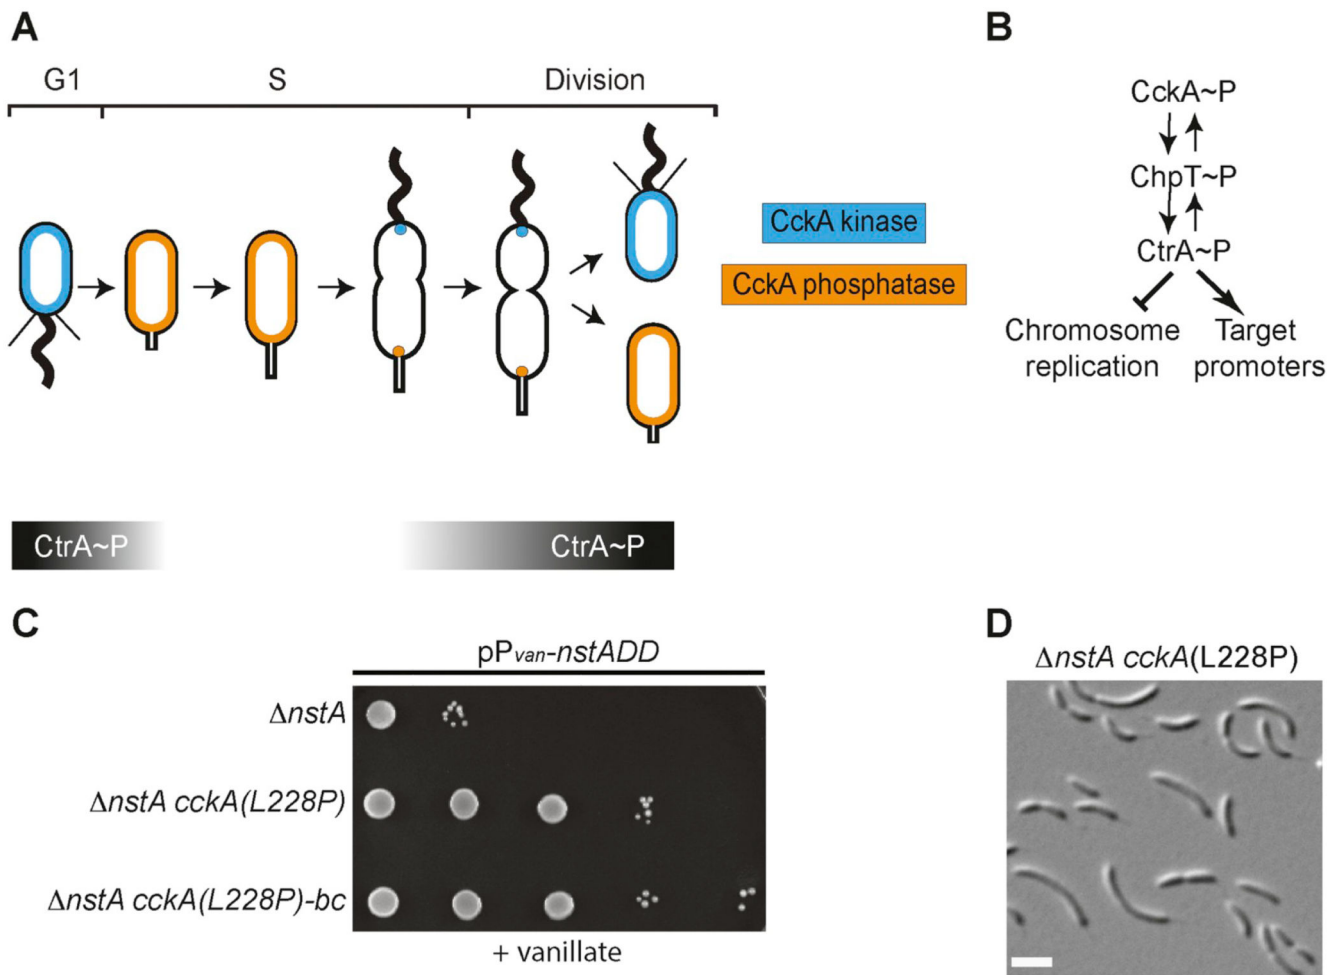 A
G1 S Division
CckA kinase
CckA phosphatase
CtrA~P CtrA~P
B
CckA~P
ChpT~P
CtrA~P
Chromosome Target
replication promoters
C
pPvan-nstADD
ΔnstA
ΔnstA cckA(L228P)
ΔnstA cckA(L228P)-bc
+ vanillate
D
ΔnstA cckA(L228P)